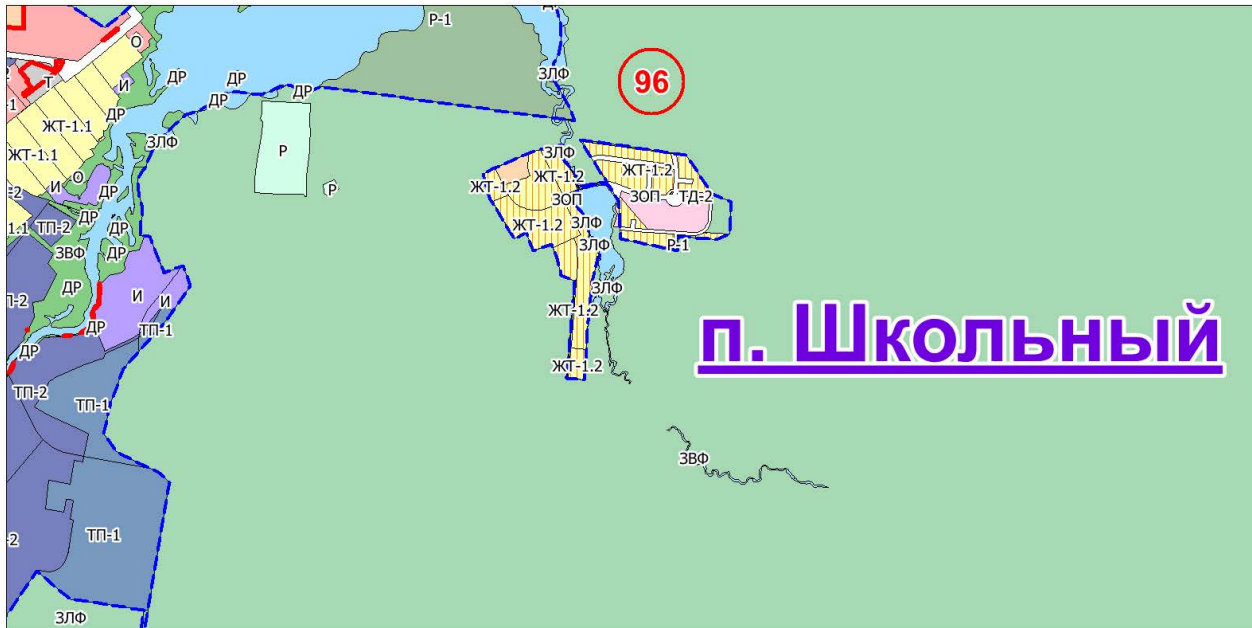 Р-1
О
ЗЛФ
96
Т
И
ДР
ДР
ДР
ДР
ДР
ЖТ-1.1
ЗЛФ
ЖТ-1.1
Р
ЗЛФ
О
И
ДР
Р
ЖТ-1.2
ЖТ-1.2
ЖТ-1.2
ЗОП
ЗОП
ТД-2
ДР
ТП-2
ДР
ЖТ-1.2
ЗЛФ
ЗВФ
ДР
ЗЛФ
Р-1
ДР
И
И
ЗЛФ
ЖТ-1.2
п. Школьный
ДР
ТП-1
ДР
ЖТ-1.2
ТП-2
ТП-1
ЗВФ
ТП-1
ЗЛФ